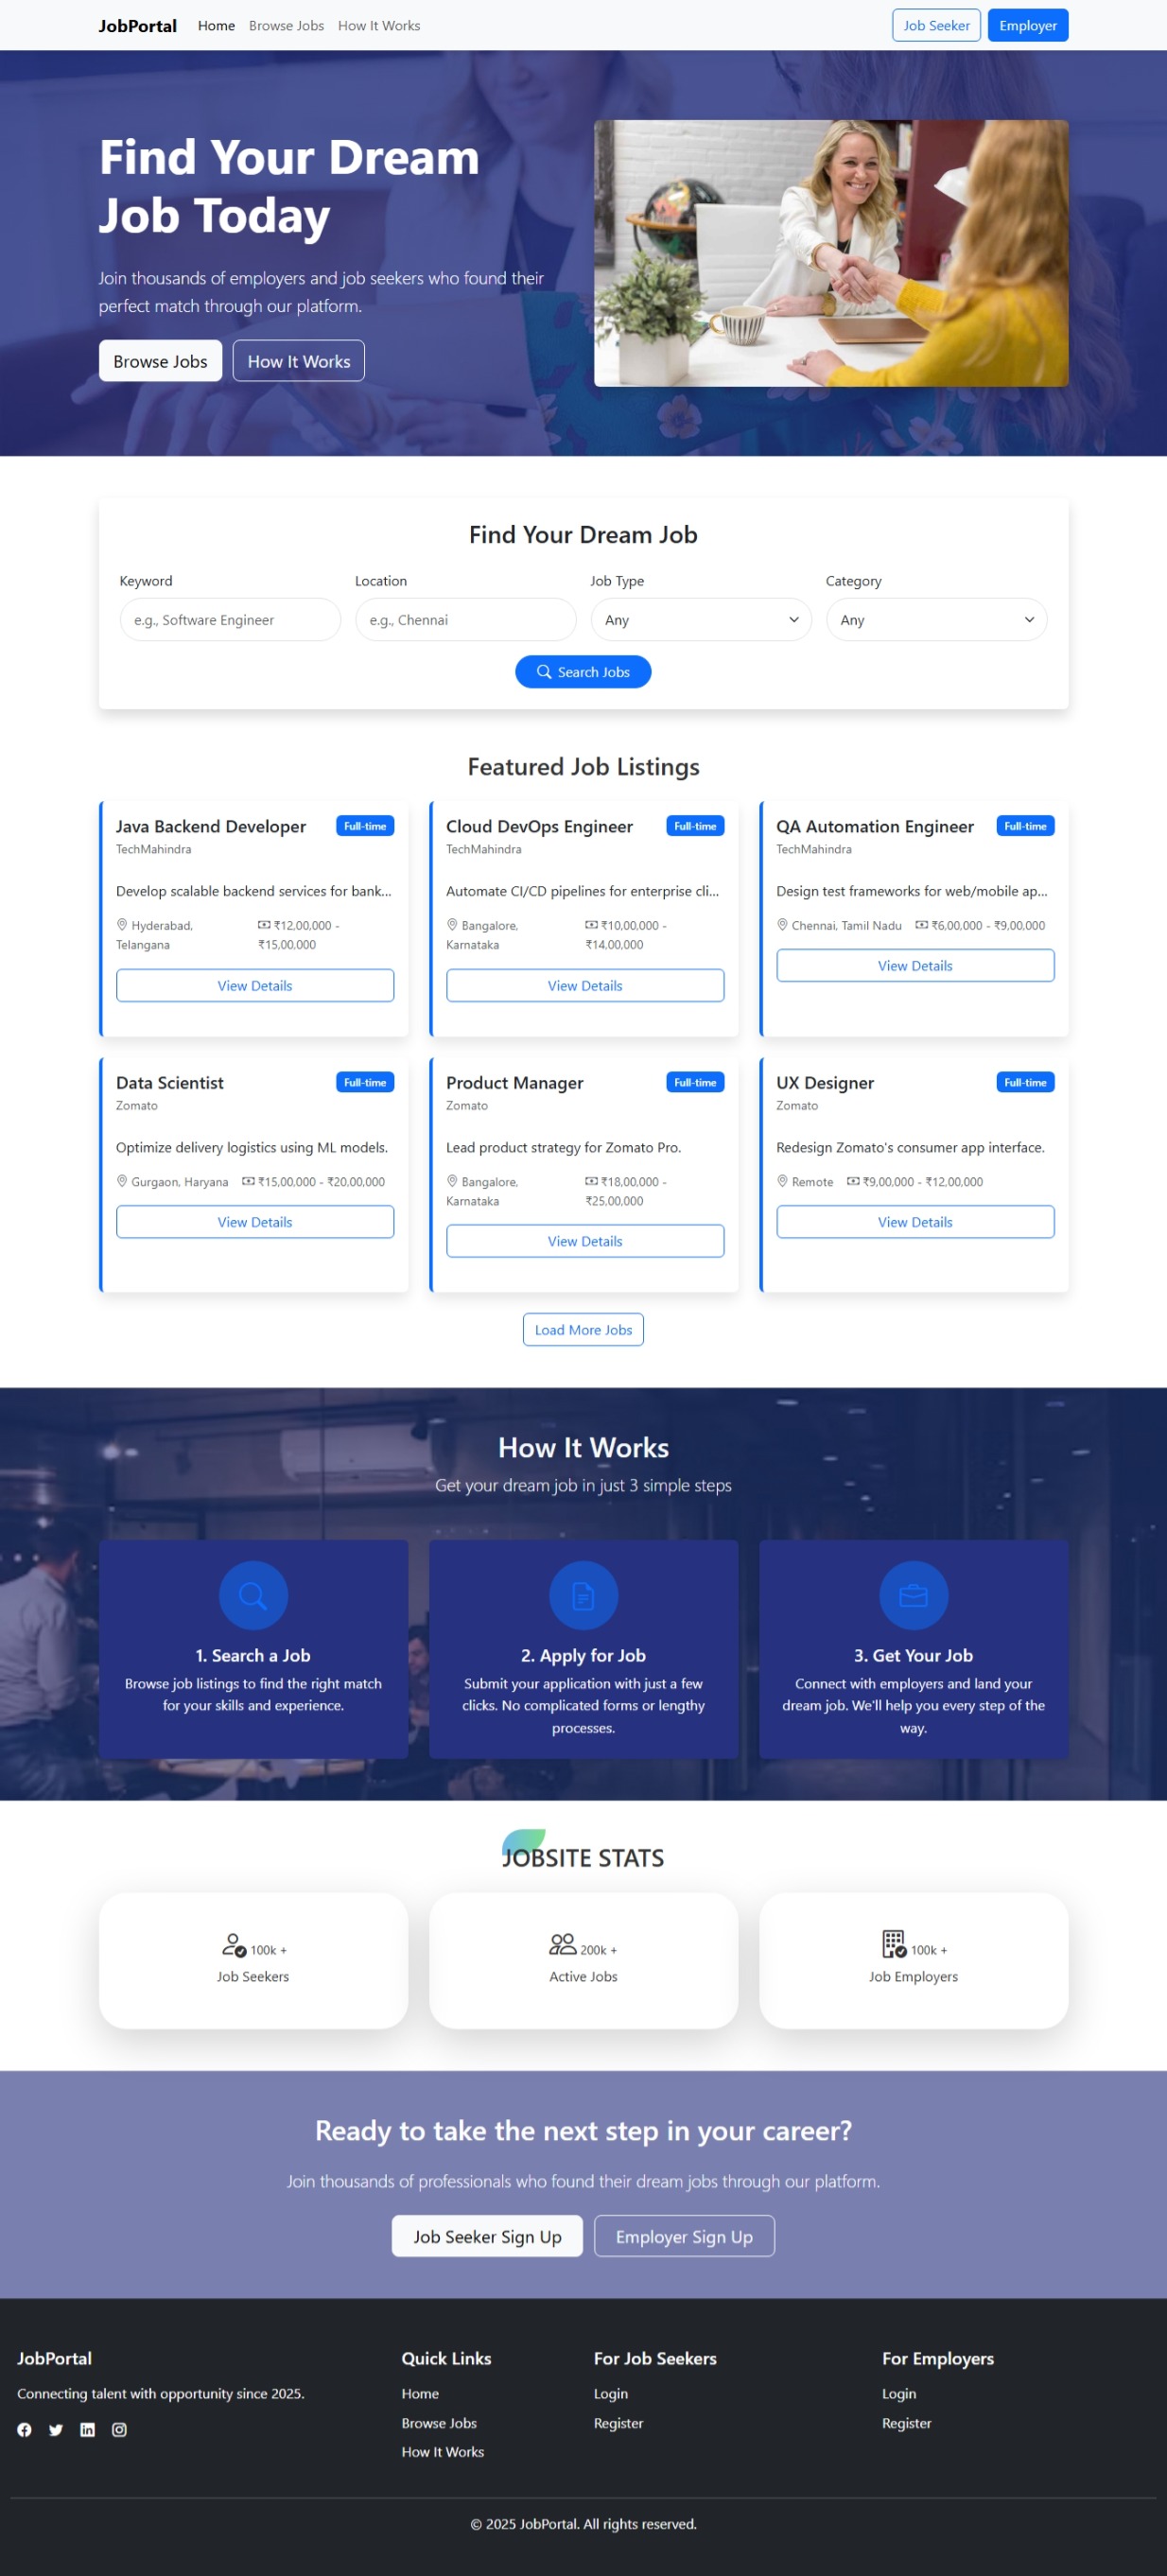 JobPortal Home Browse Jobs How It Works Job Seeker Employer
Find Your Dream
Job Today
Join thousands of employers and job seekers who found their
perfect match through our platform.
Browse Jobs How It Works
Find Your Dream Job
Keyword Location Job Type Category
e.g., Software Engineer e.g., Chennai Any Any
Search Jobs
Featured Job Listings
Java Backend Developer Full-time
TechMahindra
Develop scalable backend services for bank...
Hyderabad, ₹12,00,000 -
Telangana ₹15,00,000
View Details
Cloud DevOps Engineer Full-time
TechMahindra
Automate CI/CD pipelines for enterprise cli...
Bangalore, ₹10,00,000 -
Karnataka ₹14,00,000
View Details
QA Automation Engineer Full-time
TechMahindra
Design test frameworks for web/mobile ap...
Chennai, Tamil Nadu ₹6,00,000 - ₹9,00,000
View Details
Data Scientist Full-time
Zomato
Optimize delivery logistics using ML models.
Gurgaon, Haryana ₹15,00,000 - ₹20,00,000
View Details
Product Manager Full-time
Zomato
Lead product strategy for Zomato Pro.
Bangalore, ₹18,00,000 -
Karnataka ₹25,00,000
View Details
UX Designer Full-time
Zomato
Redesign Zomato's consumer app interface.
Remote ₹9,00,000 - ₹12,00,000
View Details
Load More Jobs
How It Works
Get your dream job in just 3 simple steps
1. Search a Job
Browse job listings to find the right match
for your skills and experience.
2. Apply for Job
Submit your application with just a few
clicks. No complicated forms or lengthy
processes.
3. Get Your Job
Connect with employers and land your
dream job. We'll help you every step of the
way.
JOBSITE STATS
100k +
Job Seekers
200k +
Active Jobs
100k +
Job Employers
Ready to take the next step in your career?
Join thousands of professionals who found their dream jobs through our platform.
Job Seeker Sign Up Employer Sign Up
JobPortal
Connecting talent with opportunity since 2025.
Quick Links
Home
Browse Jobs
How It Works
For Job Seekers
Login
Register
For Employers
Login
Register
© 2025 JobPortal. All rights reserved.